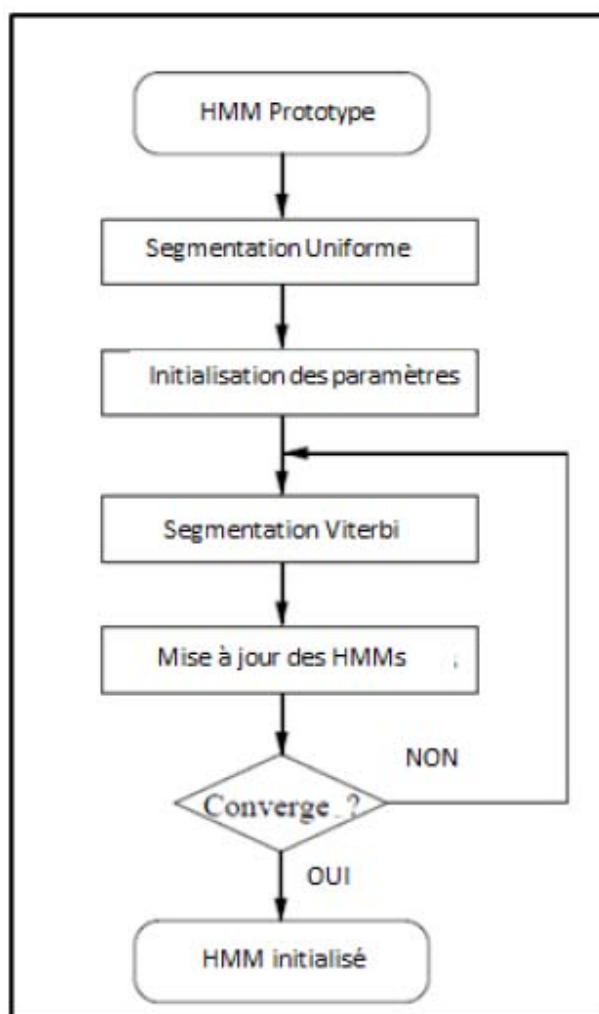 HMM Prototype
Segmentation Uniforme
Initialisation des paramètres
Segmentation Viterbi
Mise à jour des HMMs
NON
Converge ?
OUI
HMM initialisé